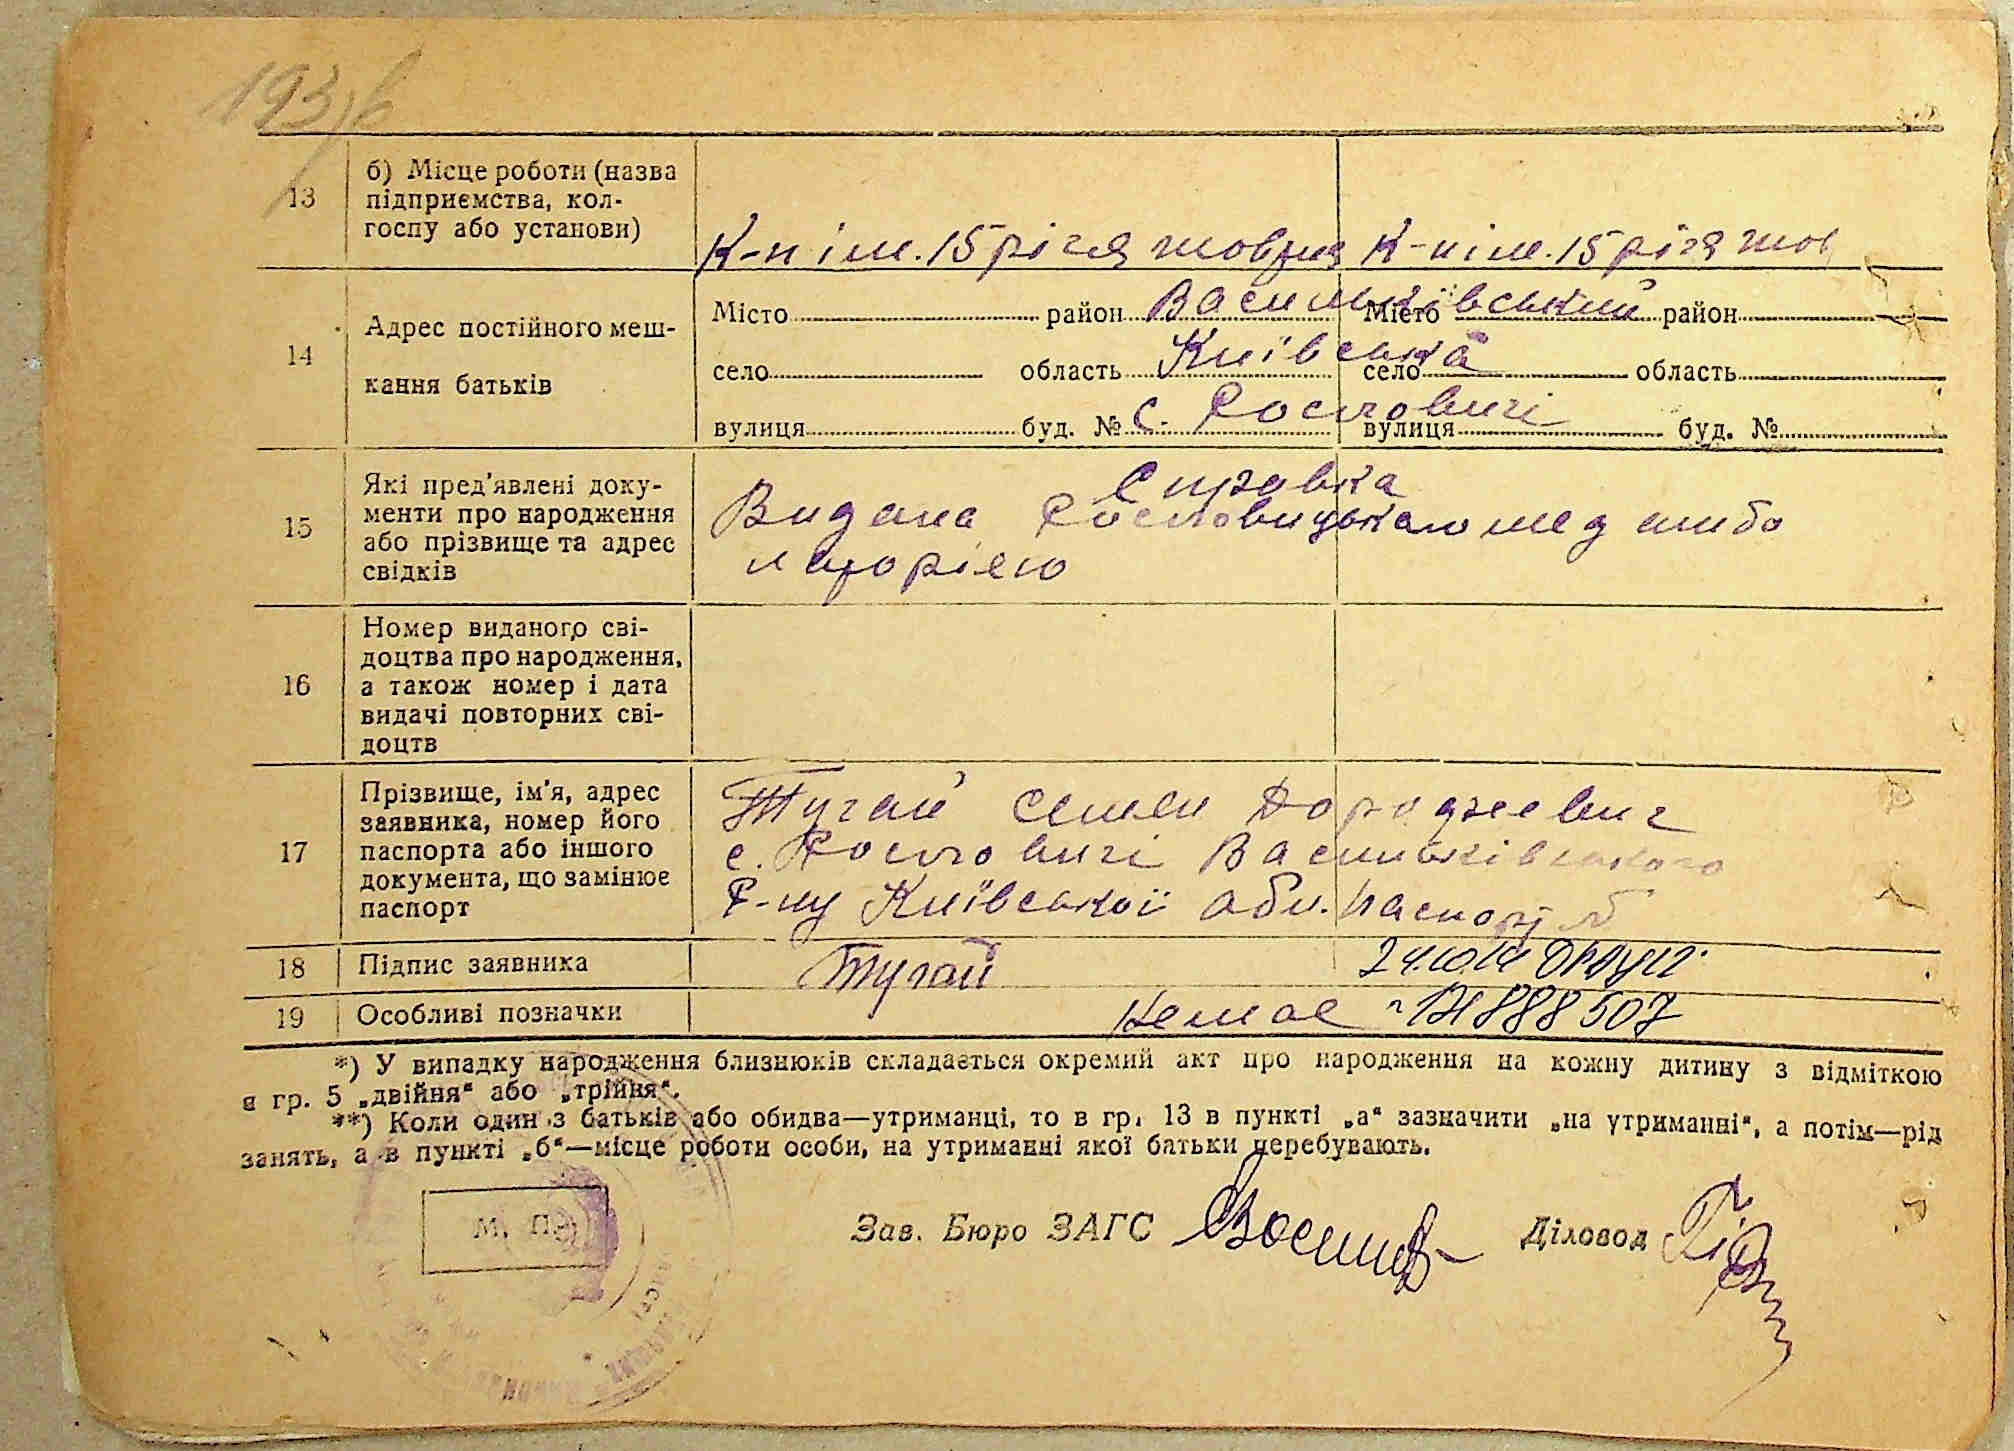 193
13
б) Місце роботи (назва
підприємства, кол-
госпу або установи)
К-п ім. 15 річчя жовтня К-п ім. 15 річчя жов
14
Адрес постійного меш-
кання батьків
Місто район Васильківський Місто район
село область Київська село область
вулиця буд. № с.Ростовичі вулиця буд. №
15
Які пред'явлені доку-
менти про народження
або прізвище та адрес
свідків
Справка
Видана амбо
латорією
16
Номер виданого сві-
доцтва про народження,
а також номер і дата
видачі повторних сві-
доцтв
17
Прізвище, ім'я, адрес
заявника, номер його
паспорта або іншого
документа, що замінює
паспорт
Тугай Семен
с. Ростовичі Васильківського
Р-ну Київської обл. паспорт
18
Підпис заявника
Тугай
19
Особливі позначки
Немає 888507
*) У випадку народження близнюків складається окремий акт про народження на кожну дитину з відміткою
в гр. 5 „двійня“ або „трійня“.
**) Коли один з батьків або обидва—утриманці, то в гр. 13 в пункті „а“ зазначити „на утриманні“, а потім—рід
занять, а в пункті „б“—місце роботи особи, на утриманні якої батьки перебувають.
М. П.
Зав. Бюро ЗАГС Діловод